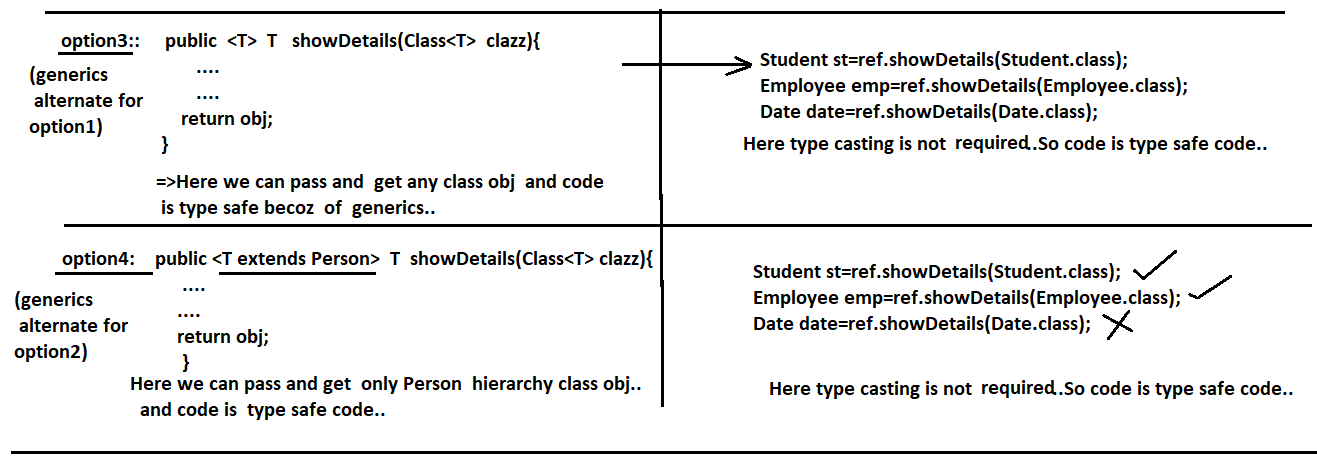 option3:: public <T> T showDetails(Class<T> clazz){
(generics
alternate for
option1)
....
....
return obj;
}
=>Here we can pass and get any class obj and code
is type safe becoz of generics..
Student st=ref.showDetails(Student.class);
Employee emp=ref.showDetails(Employee.class);
Date date=ref.showDetails(Date.class);
Here type casting is not required..So code is type safe code..
option4: public <T extends Person> T showDetails(Class<T> clazz){
(generics
alternate for
option2)
....
....
return obj;
}
Here we can pass and get only Person hierarchy class obj..
and code is type safe code..
Student st=ref.showDetails(Student.class);
Employee emp=ref.showDetails(Employee.class);
Date date=ref.showDetails(Date.class);
Here type casting is not required..So code is type safe code..